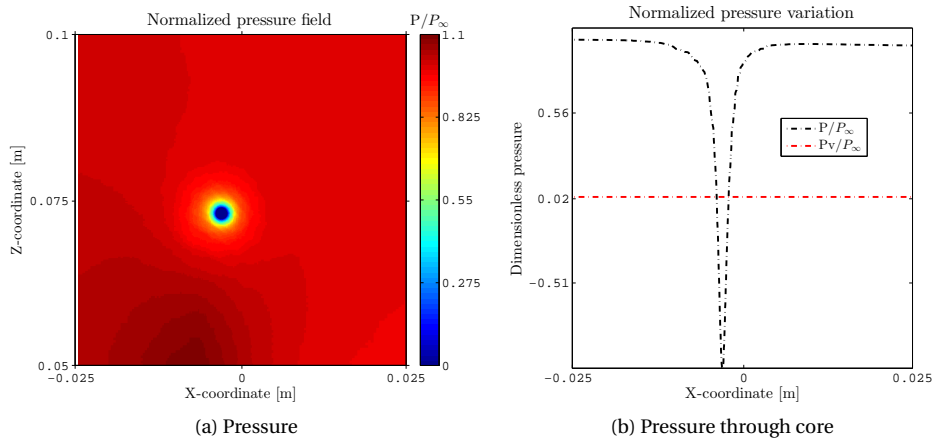 Normalized pressure field
P/P∞
0.1
0.075
0.05
Z-coordinate [m]
−0.025
0
0.025
X-coordinate [m]
1.1
0.825
0.55
0.275
0
(a) Pressure
Normalized pressure variation
0.56
0.02
−0.51
Dimensionless pressure
P/P∞
Pv/P∞
−0.025
0
0.025
X-coordinate [m]
(b) Pressure through core